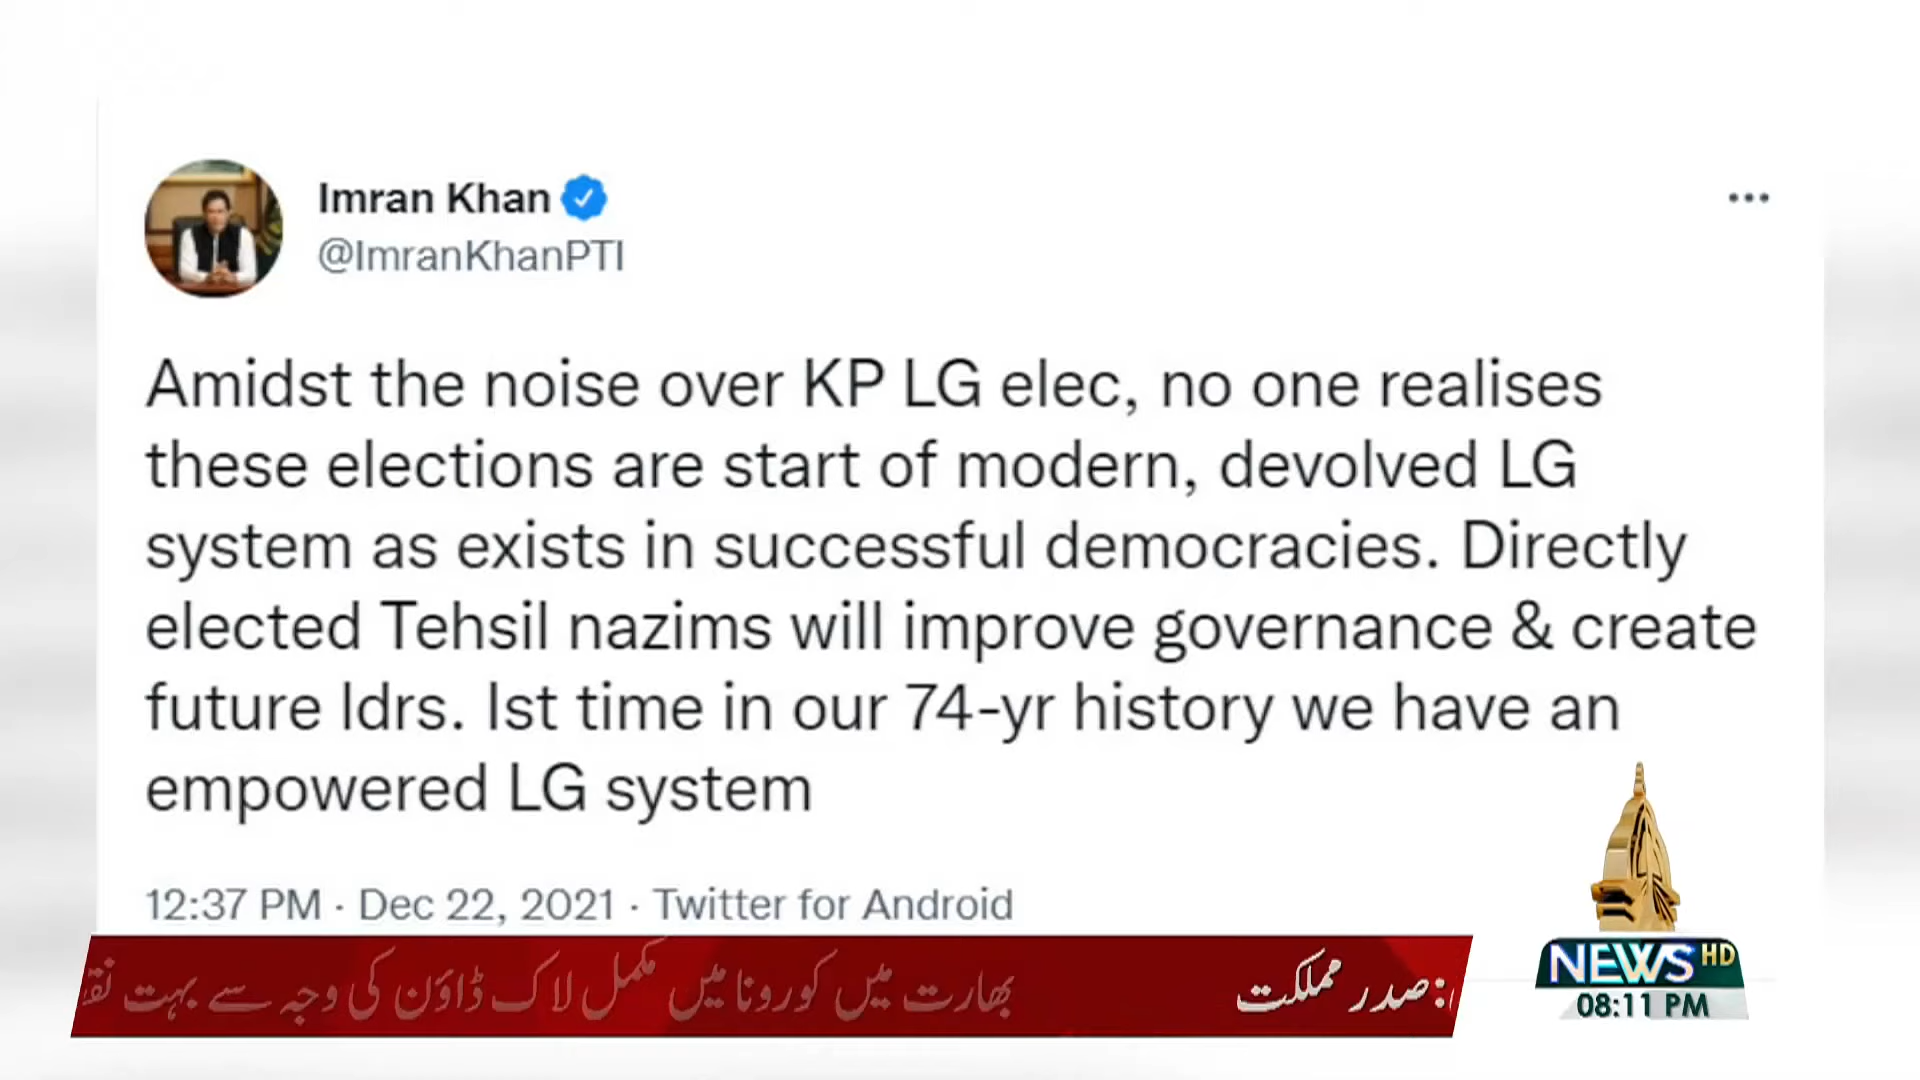 Imran Khan
@ImranKhanPTI
Amidst the noise over KP LG elec, no one realises
these elections are start of modern, devolved LG
system as exists in successful democracies. Directly
elected Tehsil nazims will improve governance & create
future ldrs. Ist time in our 74-yr history we have an
empowered LG system
12:37 PM · Dec 22, 2021 · Twitter for Android
:صدر مملکت
بھارت میں کورونا میں مکمل لاک ڈاؤن کی وجہ سے بہت
NEWS HD
08:11 PM